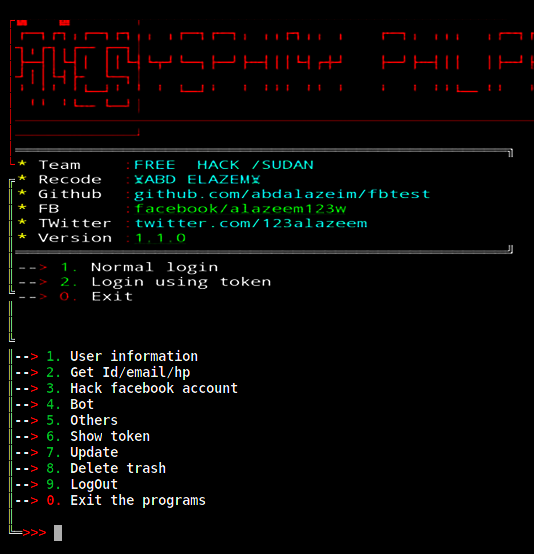 * Team :FREE HACK /SUDAN
* Recode :¥ABD ELAZEM¥
* Github :github.com/abdalazeim/fbtest
* FB :facebook/alazeem123w
* TWitter :twitter.com/123alazeem
* Version :1.1.0
--> 1. Normal login
--> 2. Login using token
--> 0. Exit
--> 1. User information
--> 2. Get Id/email/hp
--> 3. Hack facebook account
--> 4. Bot
--> 5. Others
--> 6. Show token
--> 7. Update
--> 8. Delete trash
--> 9. LogOut
--> 0. Exit the programs
>>>